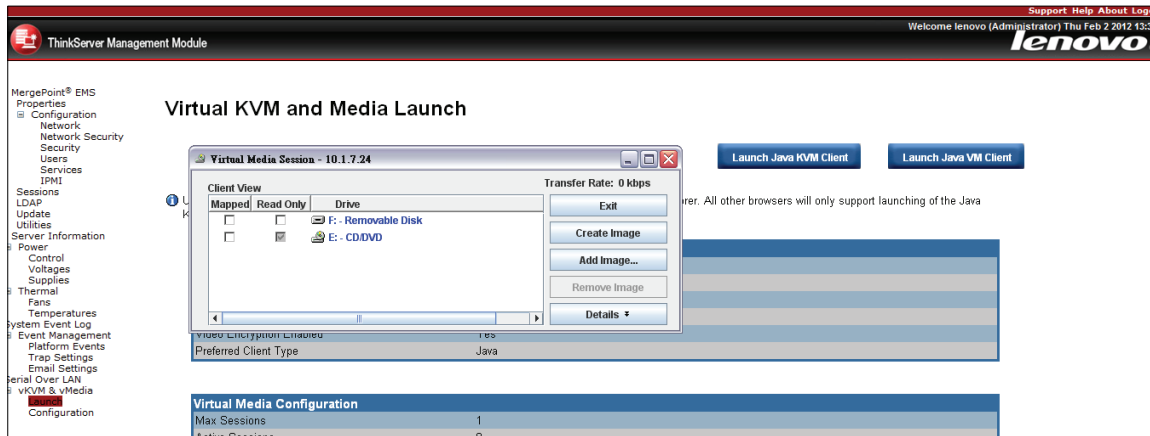 Support Help About Log
Welcome lenovo (Administrator) Thu Feb 2 2012 13:
ThinkServer Management Module
lenovo
MergePoint® EMS
Properties
Configuration
Network
Network Security
Security
Users
Services
IPMI
Sessions
LDAP
Update
Utilities
Server Information
Power
Control
Voltages
Supplies
Thermal
Fans
Temperatures
System Event Log
Event Management
Platform Events
Trap Settings
Email Settings
Serial Over LAN
vKVM & vMedia
Launch
Configuration
Virtual KVM and Media Launch
Launch Java KVM Client
Launch Java VM Client
Virtual Media Session - 10.1.7.24
Client View
Transfer Rate: 0 kbps
Mapped Read Only Drive
F: - Removable Disk
E: - CD/DVD
Exit
Create Image
Add Image...
Remove Image
Details
rer. All other browsers will only support launching of the Java
Video Encryption Enabled Yes
Preferred Client Type Java
Virtual Media Configuration
Max Sessions 1